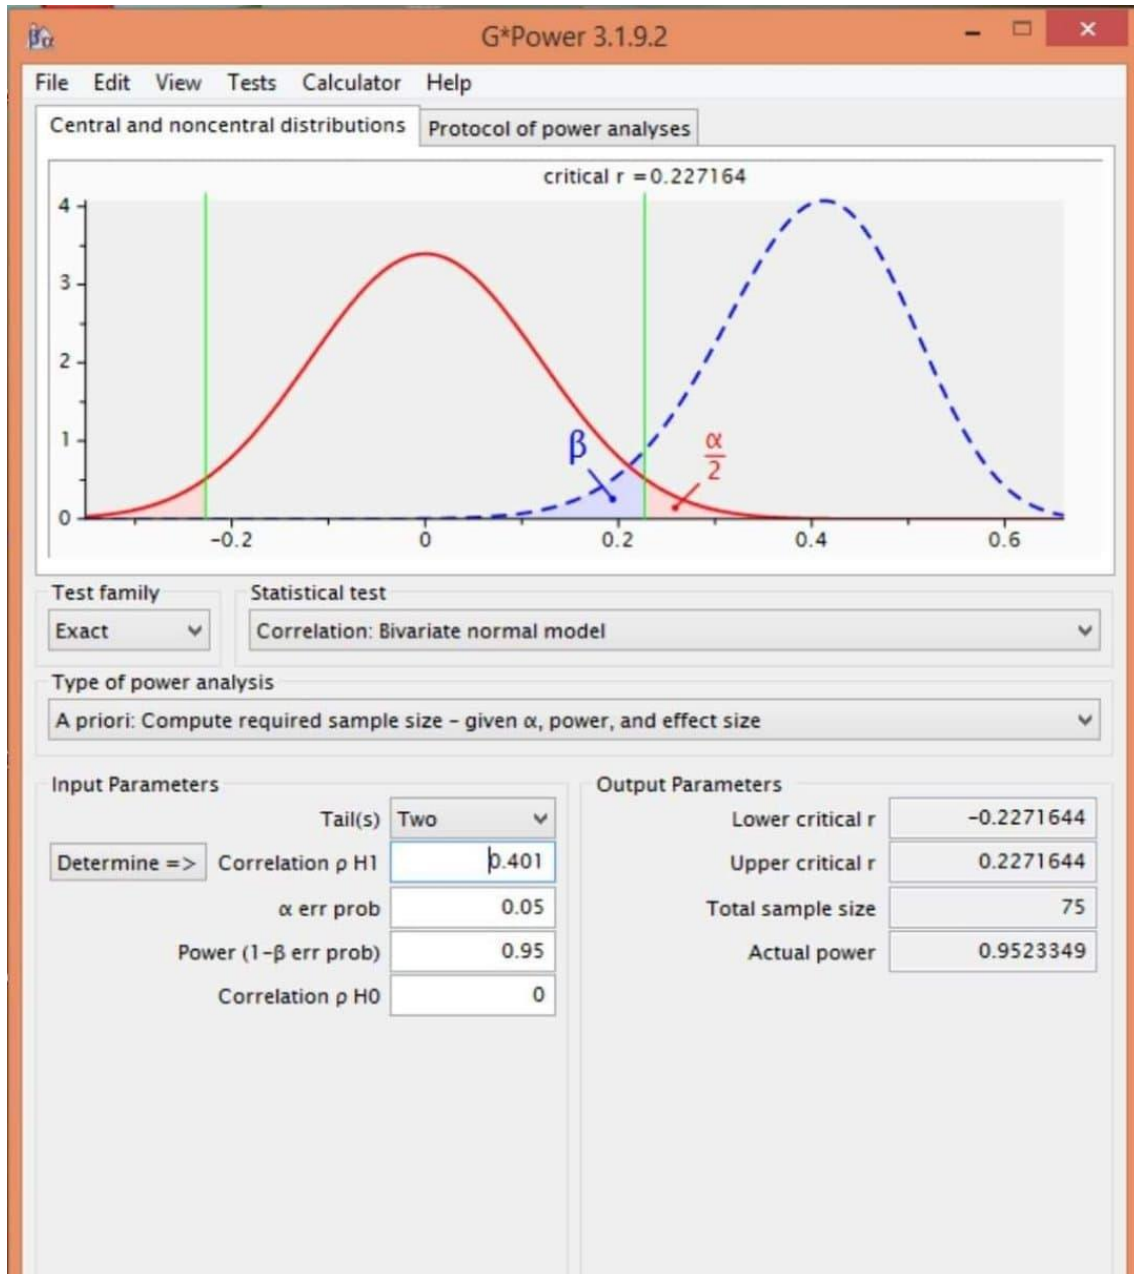 G*Power 3.1.9.2
File Edit View Tests Calculator Help
Central and noncentral distributions Protocol of power analyses
critical r = 0.227164
4
3
2
1
0
β
α
2
-0.2 0 0.2 0.4 0.6
Test family Statistical test
Exact Correlation: Bivariate normal model
Type of power analysis
A priori: Compute required sample size - given α, power, and effect size
Input Parameters Output Parameters
Tail(s) Two Lower critical r -0.2271644
Determine => Correlation ρ H1 0.401 Upper critical r 0.2271644
α err prob 0.05 Total sample size 75
Power (1-β err prob) 0.95 Actual power 0.9523349
Correlation ρ H0 0